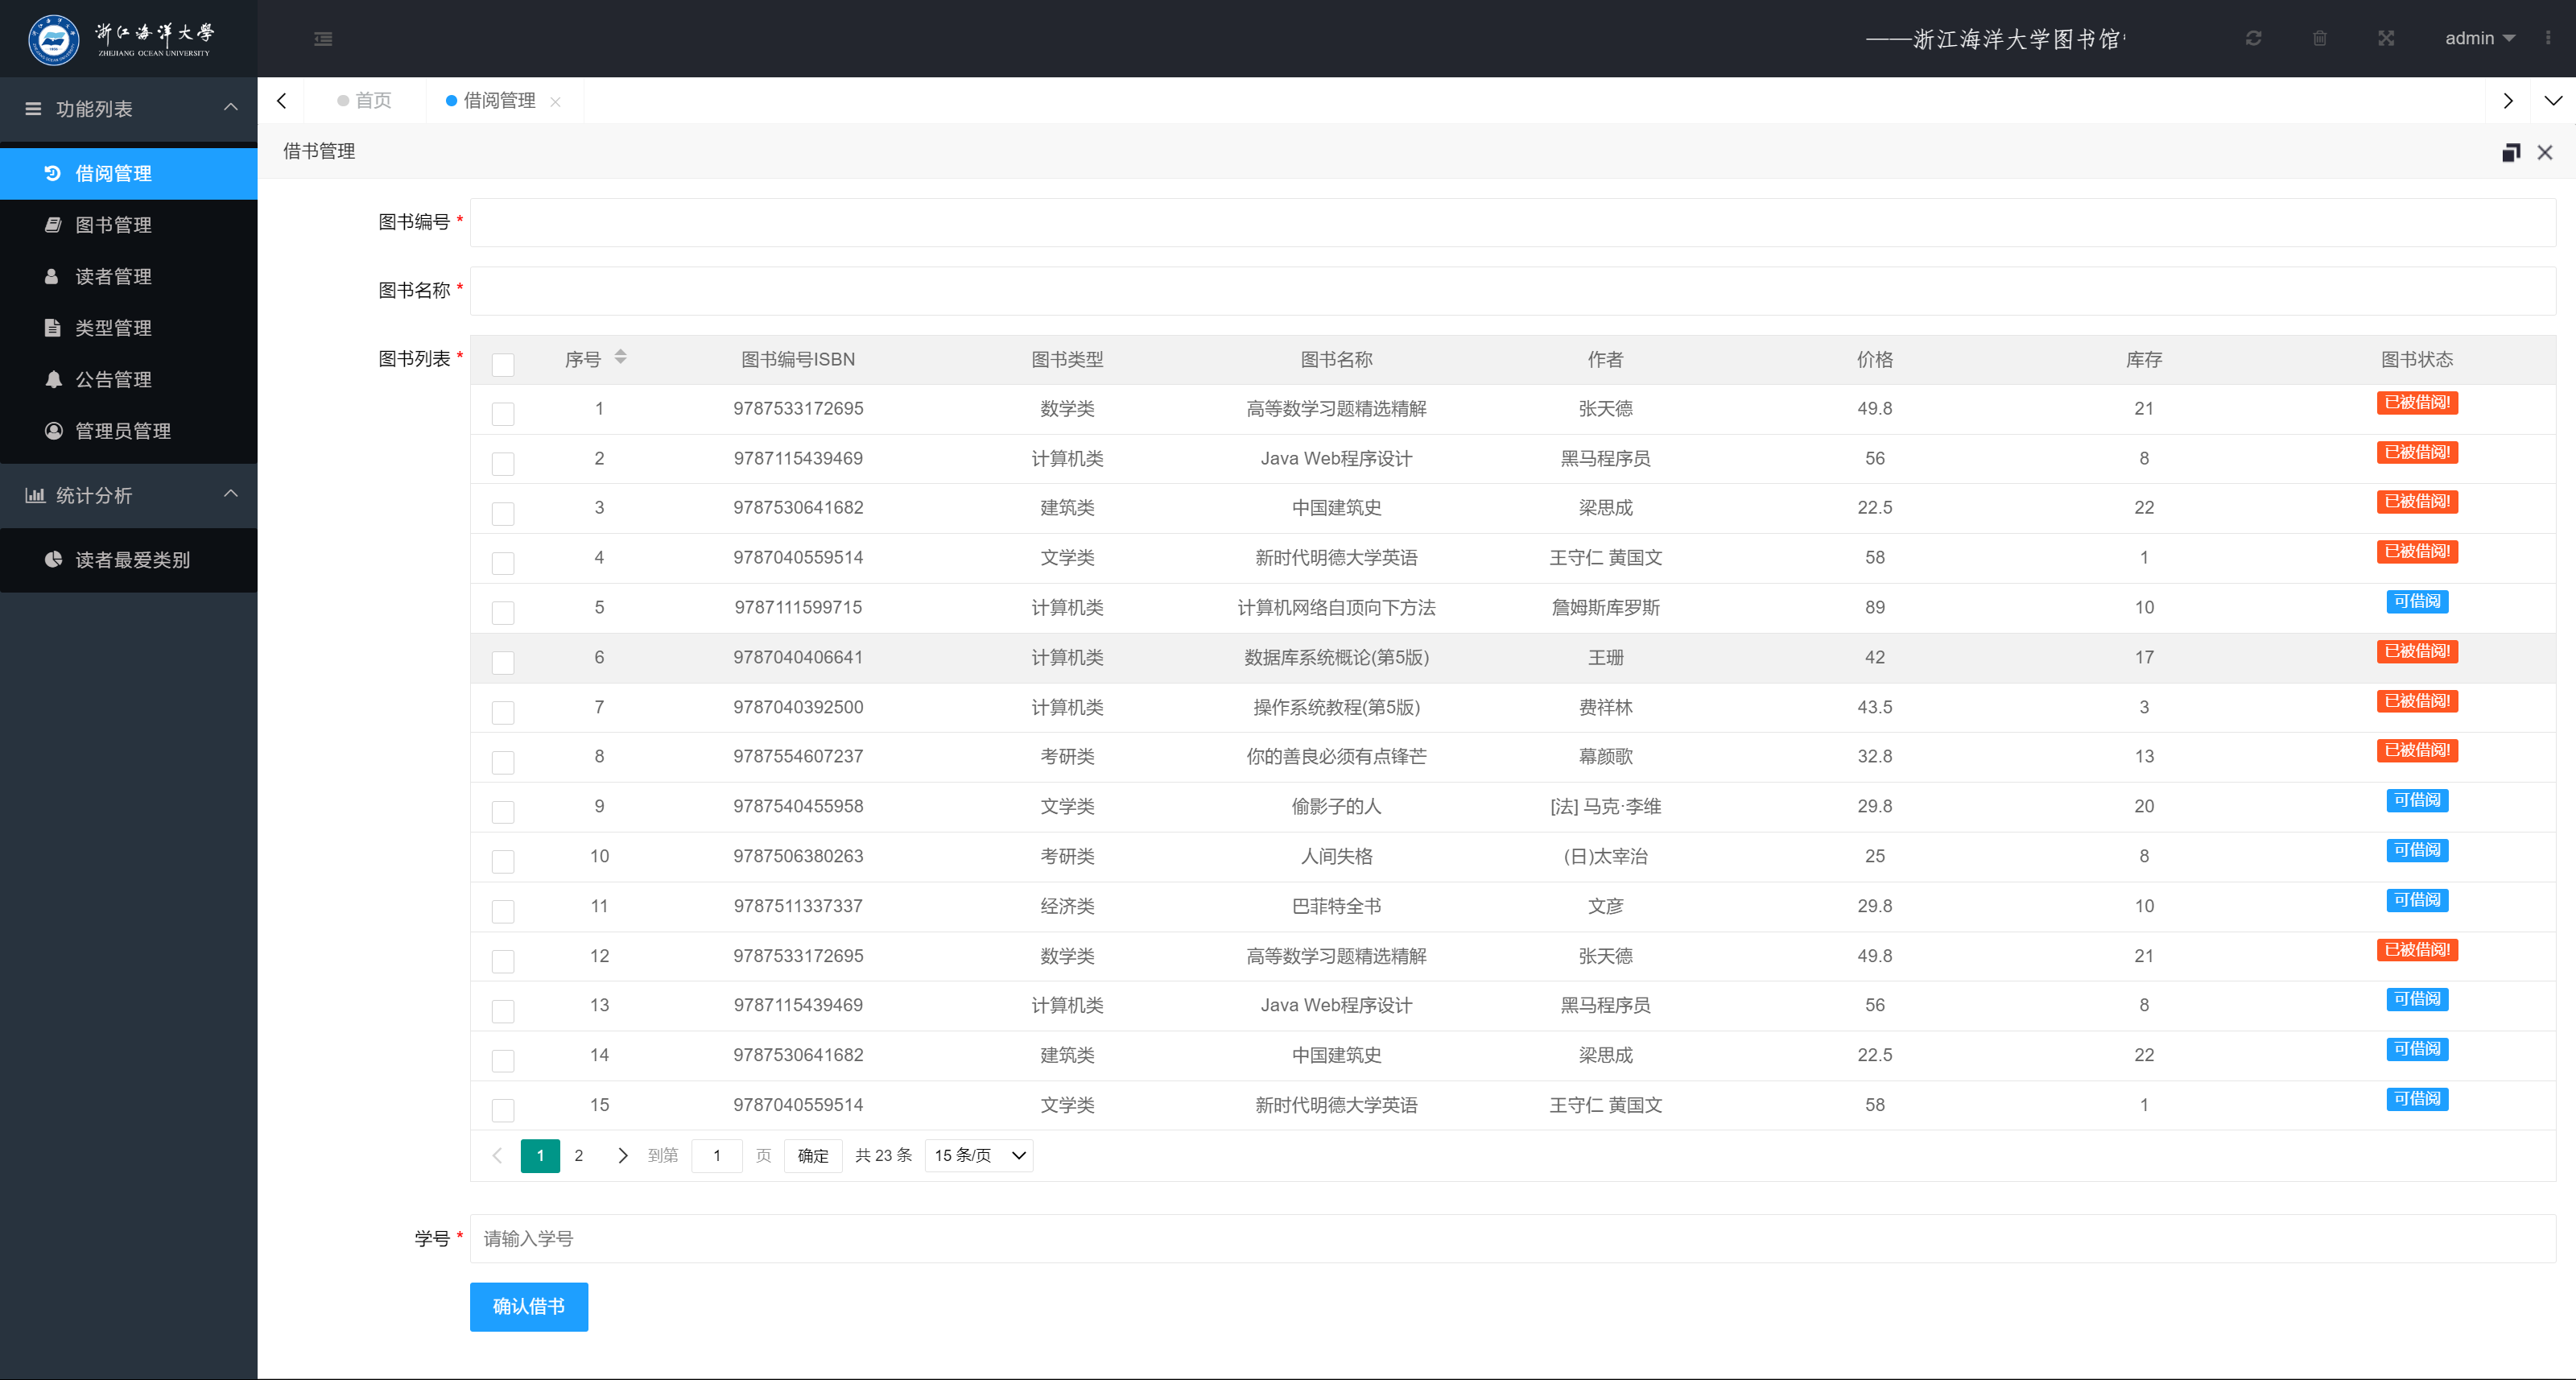 浙江海洋大学
ZHEJIANG OCEAN UNIVERSITY
——浙江海洋大学图书馆
admin
功能列表
借阅管理
图书管理
读者管理
类型管理
公告管理
管理员管理
统计分析
读者最爱类别
首页 借阅管理
借书管理
图书编号 *
图书名称 *
图书列表 *
序号 图书编号ISBN 图书类型 图书名称 作者 价格 库存 图书状态
1 9787533172695 数学类 高等数学习题精选精解 张天德 49.8 21 已被借阅!
2 9787115439469 计算机类 Java Web程序设计 黑马程序员 56 8 已被借阅!
3 9787530641682 建筑类 中国建筑史 梁思成 22.5 22 已被借阅!
4 9787040559514 文学类 新时代明德大学英语 王守仁 黄国文 58 1 已被借阅!
5 9787111599715 计算机类 计算机网络自顶向下方法 詹姆斯库罗斯 89 10 可借阅
6 9787040406641 计算机类 数据库系统概论(第5版) 王珊 42 17 已被借阅!
7 9787040392500 计算机类 操作系统教程(第5版) 费祥林 43.5 3 已被借阅!
8 9787554607237 考研类 你的善良必须有点锋芒 幕颜歌 32.8 13 已被借阅!
9 9787540455958 文学类 偷影子的人 [法] 马克·李维 29.8 20 可借阅
10 9787506380263 考研类 人间失格 (日)太宰治 25 8 可借阅
11 9787511337337 经济类 巴菲特全书 文彦 29.8 10 可借阅
12 9787533172695 数学类 高等数学习题精选精解 张天德 49.8 21 已被借阅!
13 9787115439469 计算机类 Java Web程序设计 黑马程序员 56 8 可借阅
14 9787530641682 建筑类 中国建筑史 梁思成 22.5 22 可借阅
15 9787040559514 文学类 新时代明德大学英语 王守仁 黄国文 58 1 可借阅
1 2 到第 1 页 确定 共 23 条 15 条/页
学号 * 请输入学号
确认借书